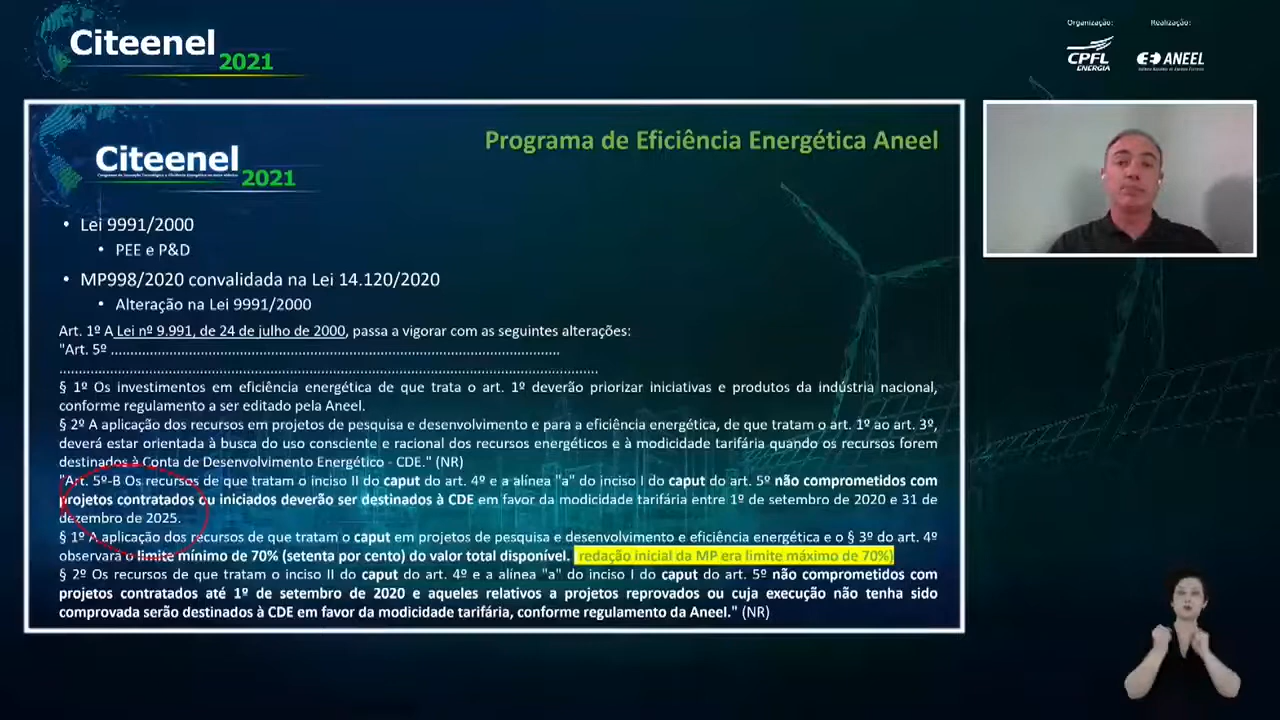 Citeenel
2021
Organização:
Realização:
CPFL
ENERGIA
ANEEL
Citeenel
2021
Programa de Eficiência Energética Aneel
• Lei 9991/2000
• PEE e P&D
• MP998/2020 convalidada na Lei 14.120/2020
• Alteração na Lei 9991/2000
Art. 1º A Lei nº 9.991, de 24 de julho de 2000, passa a vigorar com as seguintes alterações:
"Art. 5º ..................................................................................................................
.........................................................................................................................................
§ 1º Os investimentos em eficiência energética de que trata o art. 1º deverão priorizar iniciativas e produtos da indústria nacional,
conforme regulamento a ser editado pela Aneel.
§ 2º A aplicação dos recursos em projetos de pesquisa e desenvolvimento e para a eficiência energética, de que tratam o art. 1º ao art. 3º,
deverá estar orientada à busca do uso consciente e racional dos recursos energéticos e à modicidade tarifária quando os recursos forem
destinados à Conta de Desenvolvimento Energético - CDE." (NR)
"Art. 5º-B Os recursos de que tratam o inciso II do caput do art. 4º e a alínea "a" do inciso I do caput do art. 5º não comprometidos com
projetos contratados ou iniciados deverão ser destinados à CDE em favor da modicidade tarifária entre 1º de setembro de 2020 e 31 de
dezembro de 2025.
§ 1º A aplicação dos recursos de que tratam o caput em projetos de pesquisa e desenvolvimento e eficiência energética e o § 3º do art. 4º
observará o limite mínimo de 70% (setenta por cento) do valor total disponível. redação inicial da MP era limite máximo de 70%)
§ 2º Os recursos de que tratam o inciso II do caput do art. 4º e a alínea "a" do inciso I do caput do art. 5º não comprometidos com
projetos contratados até 1º de setembro de 2020 e aqueles relativos a projetos reprovados ou cuja execução não tenha sido
comprovada serão destinados à CDE em favor da modicidade tarifária, conforme regulamento da Aneel." (NR)